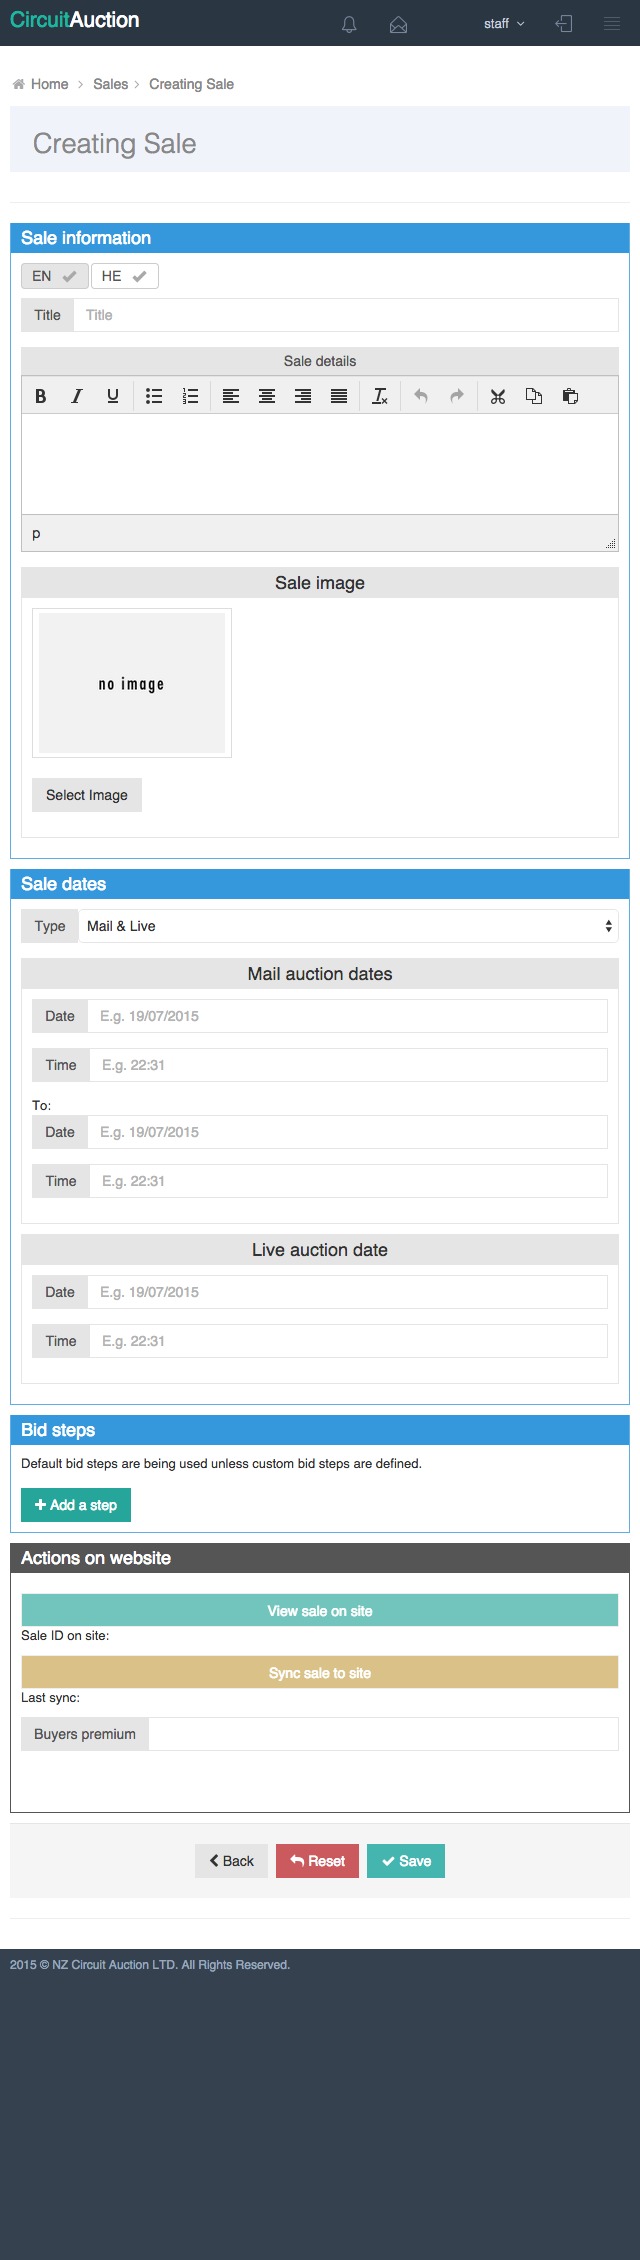 CircuitAuction
staff
Home > Sales > Creating Sale
Creating Sale
Sale information
EN HE
Title Title
Sale details
B I U
p
Sale image
no image
Select Image
Sale dates
Type Mail & Live
Mail auction dates
Date E.g. 19/07/2015
Time E.g. 22:31
To:
Date E.g. 19/07/2015
Time E.g. 22:31
Live auction date
Date E.g. 19/07/2015
Time E.g. 22:31
Bid steps
Default bid steps are being used unless custom bid steps are defined.
+ Add a step
Actions on website
View sale on site
Sale ID on site:
Sync sale to site
Last sync:
Buyers premium
Back Reset Save
2015 © NZ Circuit Auction LTD. All Rights Reserved.